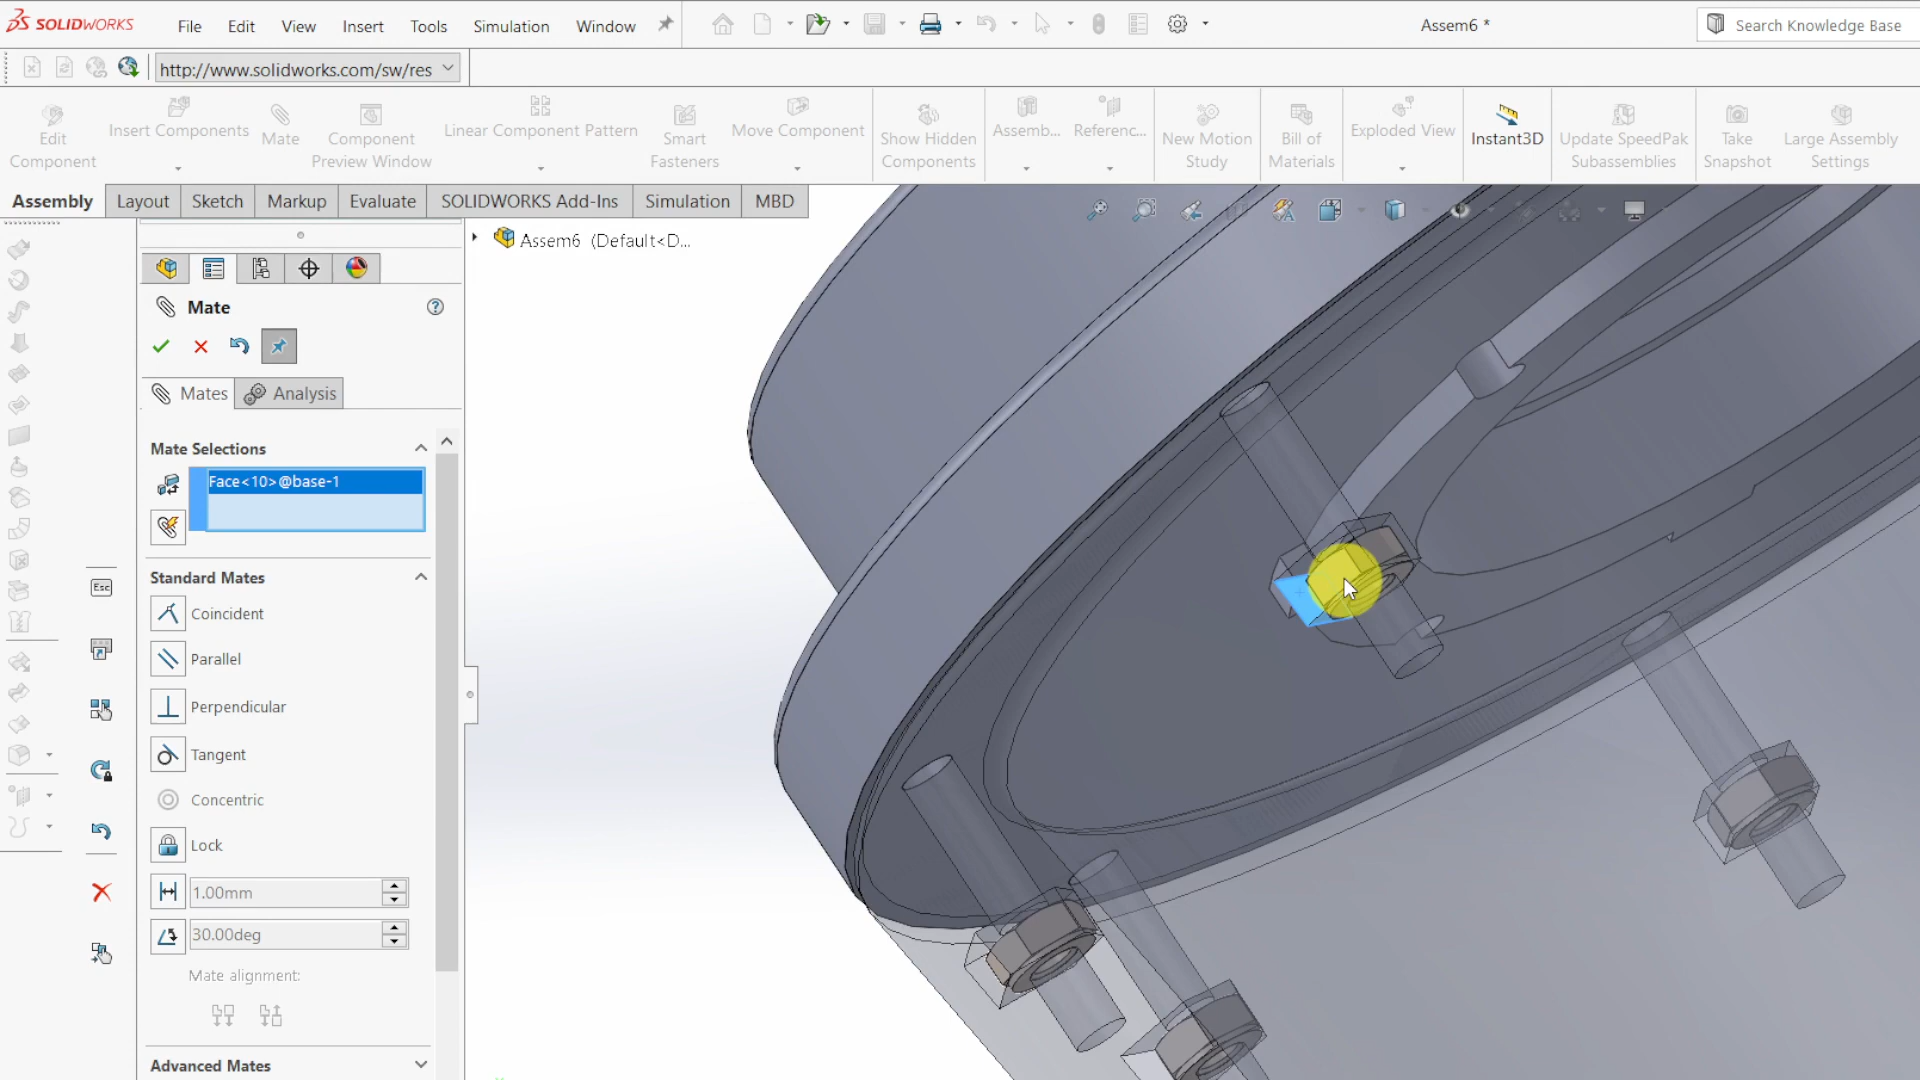 SOLIDWORKS File Edit View Insert Tools Simulation Window Assem6 * Search Knowledge Base
http://www.solidworks.com/sw/res
Edit Component
Insert Components
Mate
Component Preview Window
Linear Component Pattern
Smart Fasteners
Move Component
Show Hidden Components
Assemb...
Referenc...
New Motion Study
Bill of Materials
Exploded View
Instant3D
Update SpeedPak Subassemblies
Take Snapshot
Large Assembly Settings
Assembly Layout Sketch Markup Evaluate SOLIDWORKS Add-Ins Simulation MBD
Assem6 (Default<D...
Mate
Mates Analysis
Mate Selections
Face<10>@base-1
Standard Mates
Esc
Coincident
Parallel
Perpendicular
Tangent
Concentric
Lock
1.00mm
30.00deg
Mate alignment:
Advanced Mates